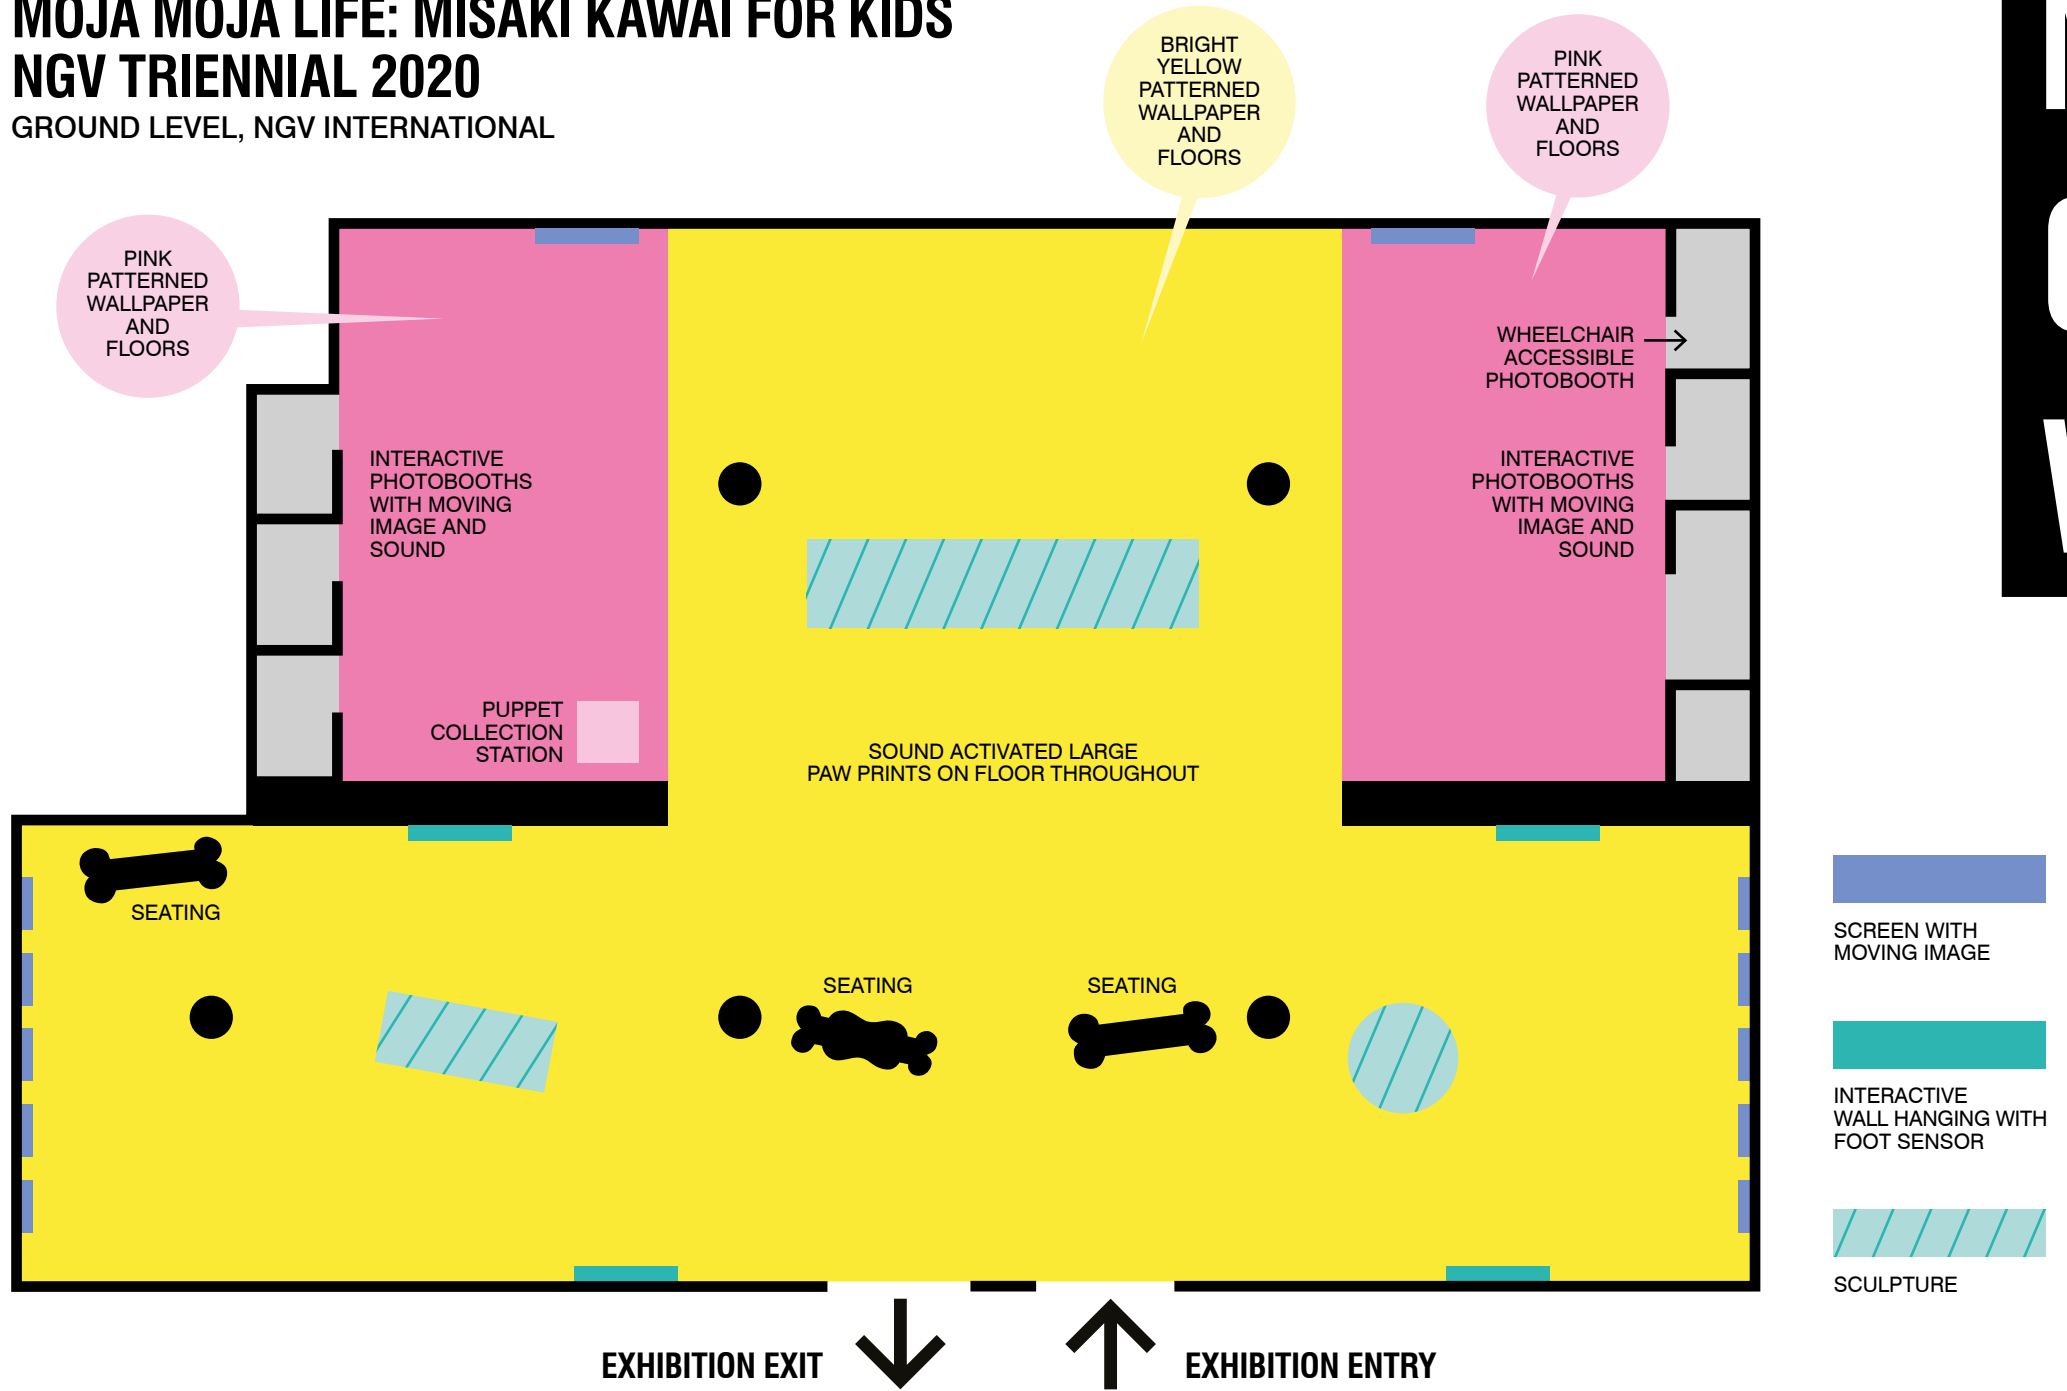 MOJA MOJA LIFE: MISAKI KAWAI FOR KIDS
NGV TRIENNIAL 2020
GROUND LEVEL, NGV INTERNATIONAL
BRIGHT
YELLOW
PATTERNED
WALLPAPER
AND
FLOORS
PINK
PATTERNED
WALLPAPER
AND
FLOORS
PINK
PATTERNED
WALLPAPER
AND
FLOORS
WHEELCHAIR
ACCESSIBLE
PHOTOBOOTH
INTERACTIVE
PHOTOBOOTHS
WITH MOVING
IMAGE AND
SOUND
INTERACTIVE
PHOTOBOOTHS
WITH MOVING
IMAGE AND
SOUND
PUPPET
COLLECTION
STATION
SOUND ACTIVATED LARGE
PAW PRINTS ON FLOOR THROUGHOUT
SEATING
SEATING
SEATING
SCREEN WITH
MOVING IMAGE
INTERACTIVE
WALL HANGING WITH
FOOT SENSOR
SCULPTURE
EXHIBITION EXIT
EXHIBITION ENTRY